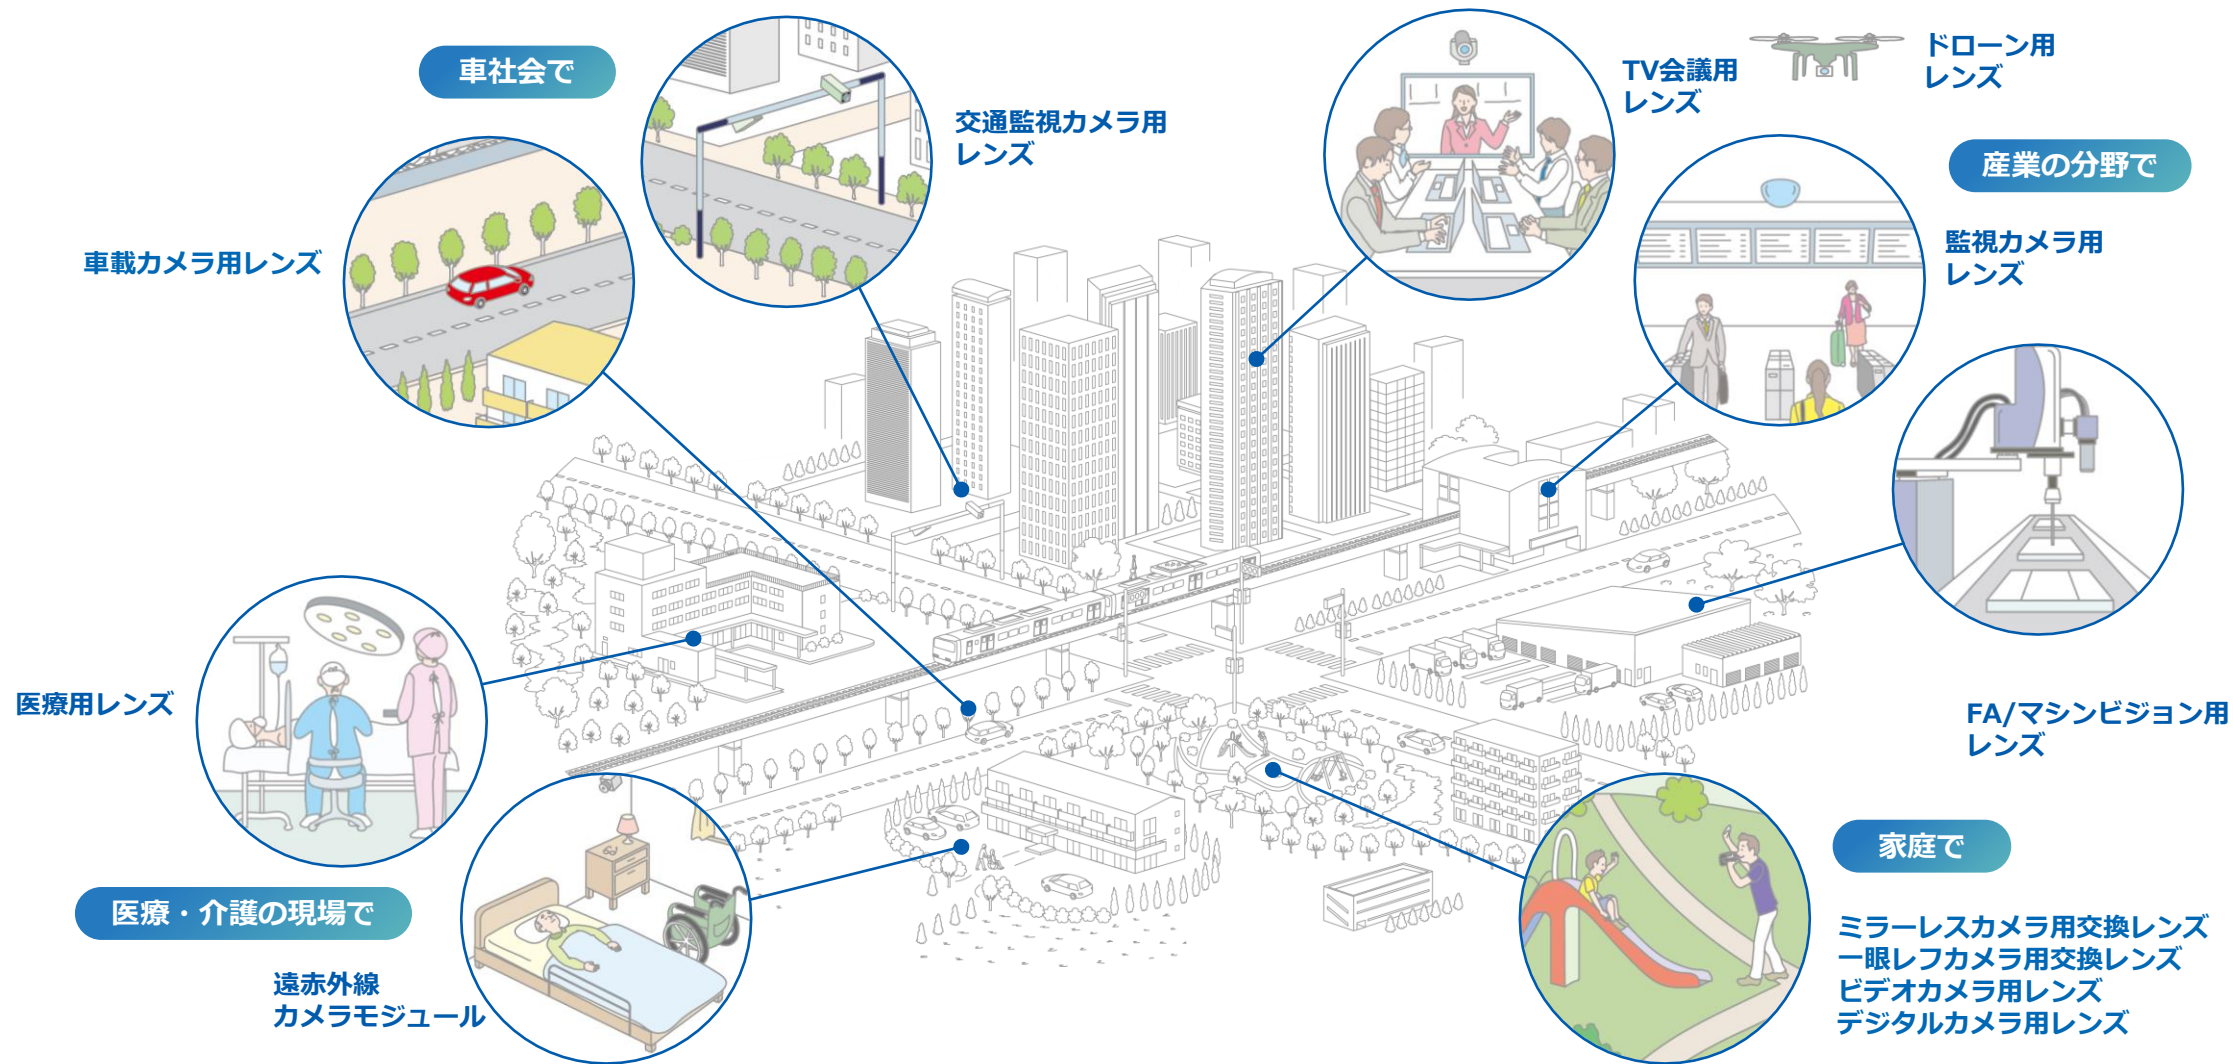 車社会で
交通監視カメラ用
レンズ
車載カメラ用レンズ
TV会議用
レンズ
ドローン用
レンズ
産業の分野で
監視カメラ用
レンズ
FA/マシンビジョン用
レンズ
医療用レンズ
医療・介護の現場で
遠赤外線
カメラモジュール
家庭で
ミラーレスカメラ用交換レンズ
一眼レフカメラ用交換レンズ
ビデオカメラ用レンズ
デジタルカメラ用レンズ